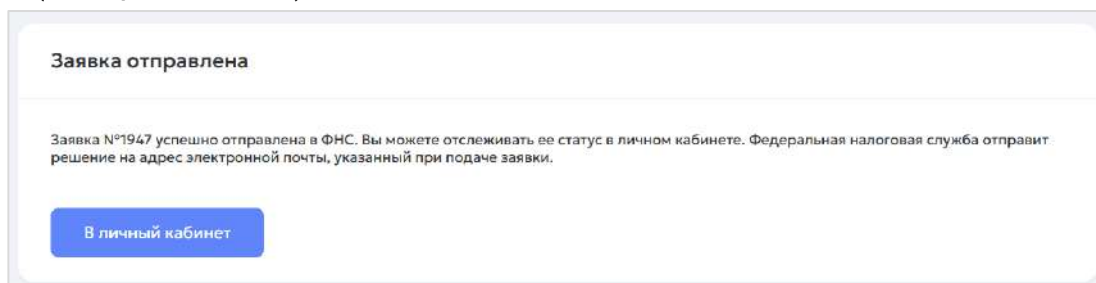 Заявка отправлена
Заявка №1947 успешно отправлена в ФНС. Вы можете отслеживать ее статус в личном кабинете. Федеральная налоговая служба отправит
решение на адрес электронной почты, указанный при подаче заявки.
В личный кабинет